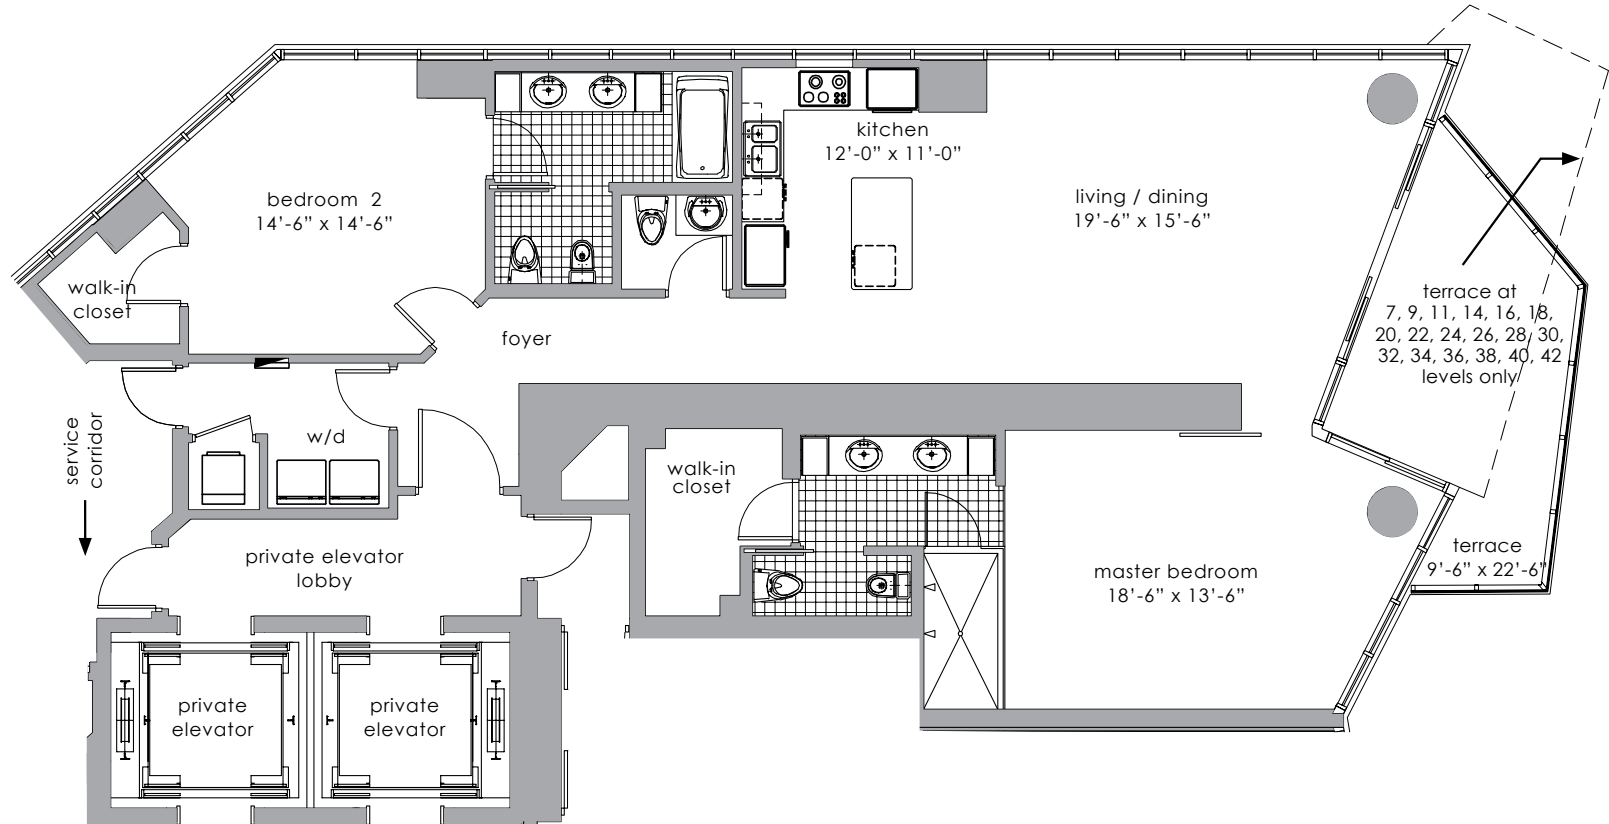 kitchen
12'-0” x 11'-0”
bedroom 2
14'-6” x 14'-6”
living / dining
19'-6” x 15'-6”
walk-in
closet
terrace at
7, 9, 11, 14, 16, 18,
20, 22, 24, 26, 28, 30,
32, 34, 36, 38, 40, 42
levels only
foyer
service
corridor
w/d
walk-in
closet
private elevator
lobby
master bedroom
18'-6” x 13'-6”
terrace
9'-6” x 22'-6”
private
elevator
private
elevator